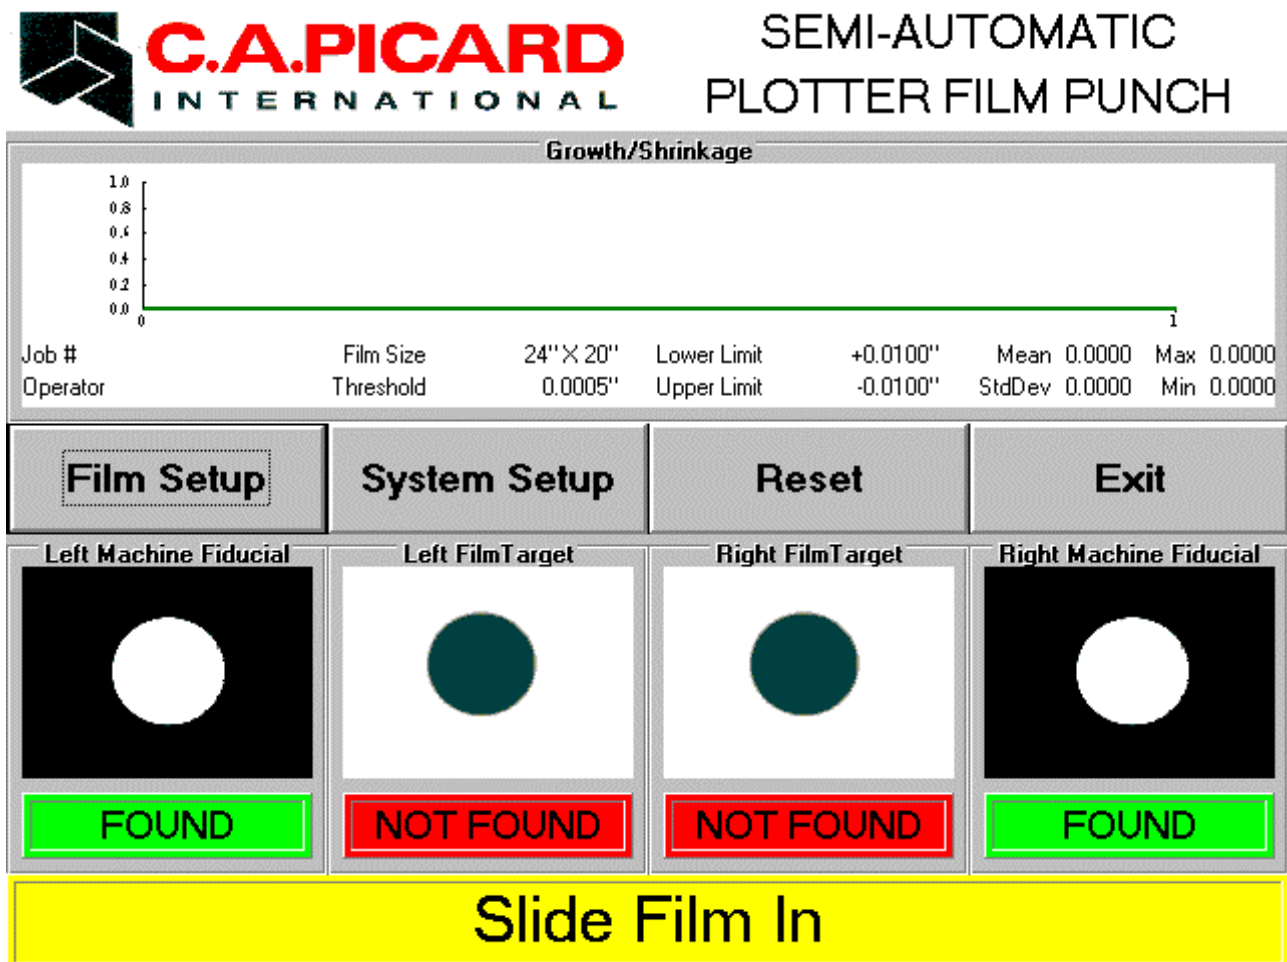 C.A.PICARD
INTERNATIONAL
SEMI-AUTOMATIC
PLOTTER FILM PUNCH
Growth/Shrinkage
1.0
0.8
0.6
0.4
0.2
0.0
0 1
Job # Film Size 24" X 20" Lower Limit +0.0100" Mean 0.0000 Max 0.0000
Operator Threshold 0.0005" Upper Limit -0.0100" StdDev 0.0000 Min 0.0000
Film Setup System Setup Reset Exit
Left Machine Fiducial Left FilmTarget Right FilmTarget Right Machine Fiducial
FOUND NOT FOUND NOT FOUND FOUND
Slide Film In